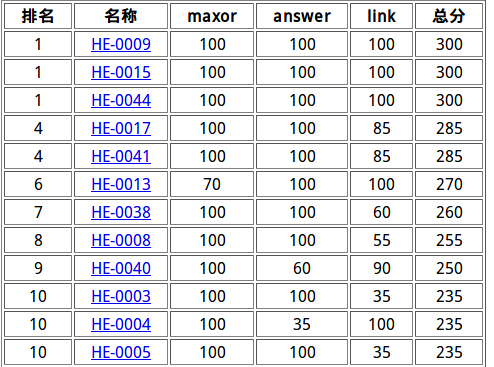 排名 名称 maxor answer link 总分
1 HE-0009 100 100 100 300
1 HE-0015 100 100 100 300
1 HE-0044 100 100 100 300
4 HE-0017 100 100 85 285
4 HE-0041 100 100 85 285
6 HE-0013 70 100 100 270
7 HE-0038 100 100 60 260
8 HE-0008 100 100 55 255
9 HE-0040 100 60 90 250
10 HE-0003 100 100 35 235
10 HE-0004 100 35 100 235
10 HE-0005 100 100 35 235